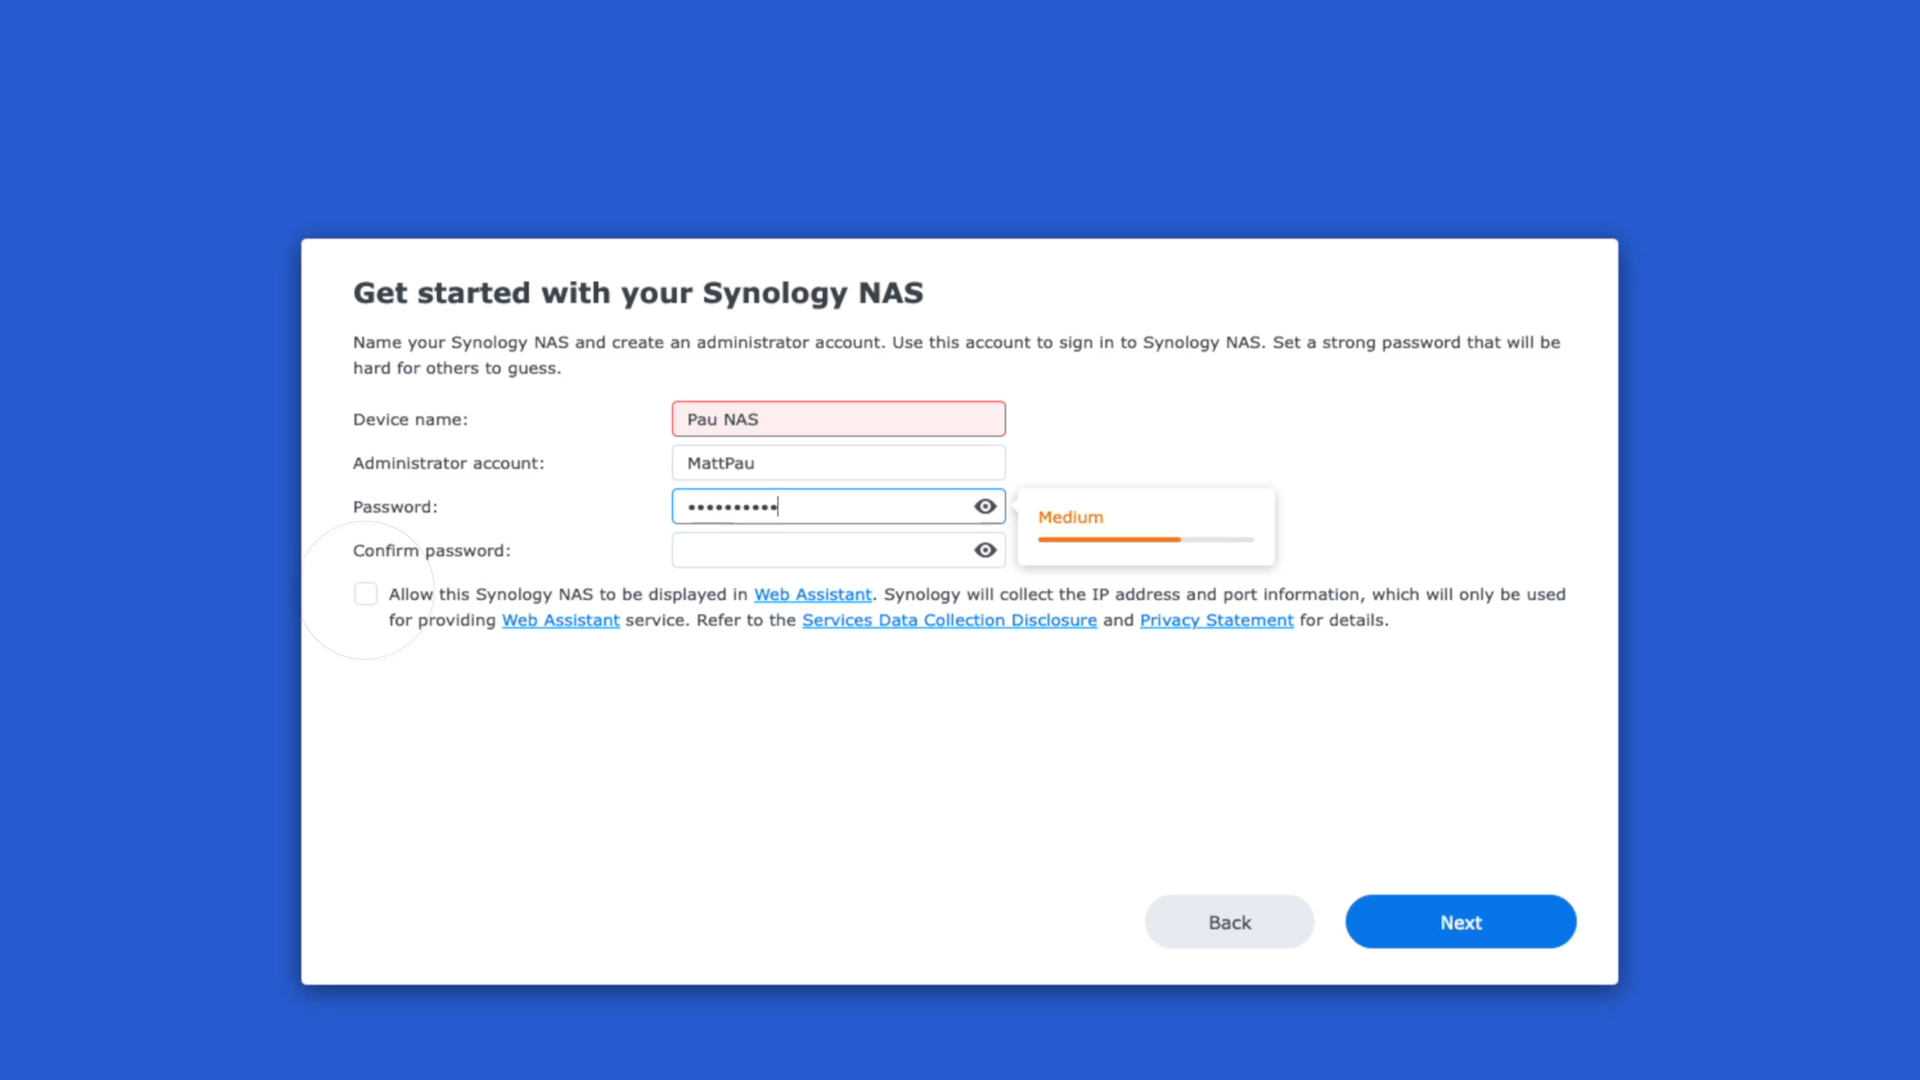 Get started with your Synology NAS
Name your Synology NAS and create an administrator account. Use this account to sign in to Synology NAS. Set a strong password that will be
hard for others to guess.
Device name:
Pau NAS
Administrator account:
MattPau
Password:
••••••••••
Medium
Confirm password:
Allow this Synology NAS to be displayed in Web Assistant. Synology will collect the IP address and port information, which will only be used
for providing Web Assistant service. Refer to the Services Data Collection Disclosure and Privacy Statement for details.
Back
Next